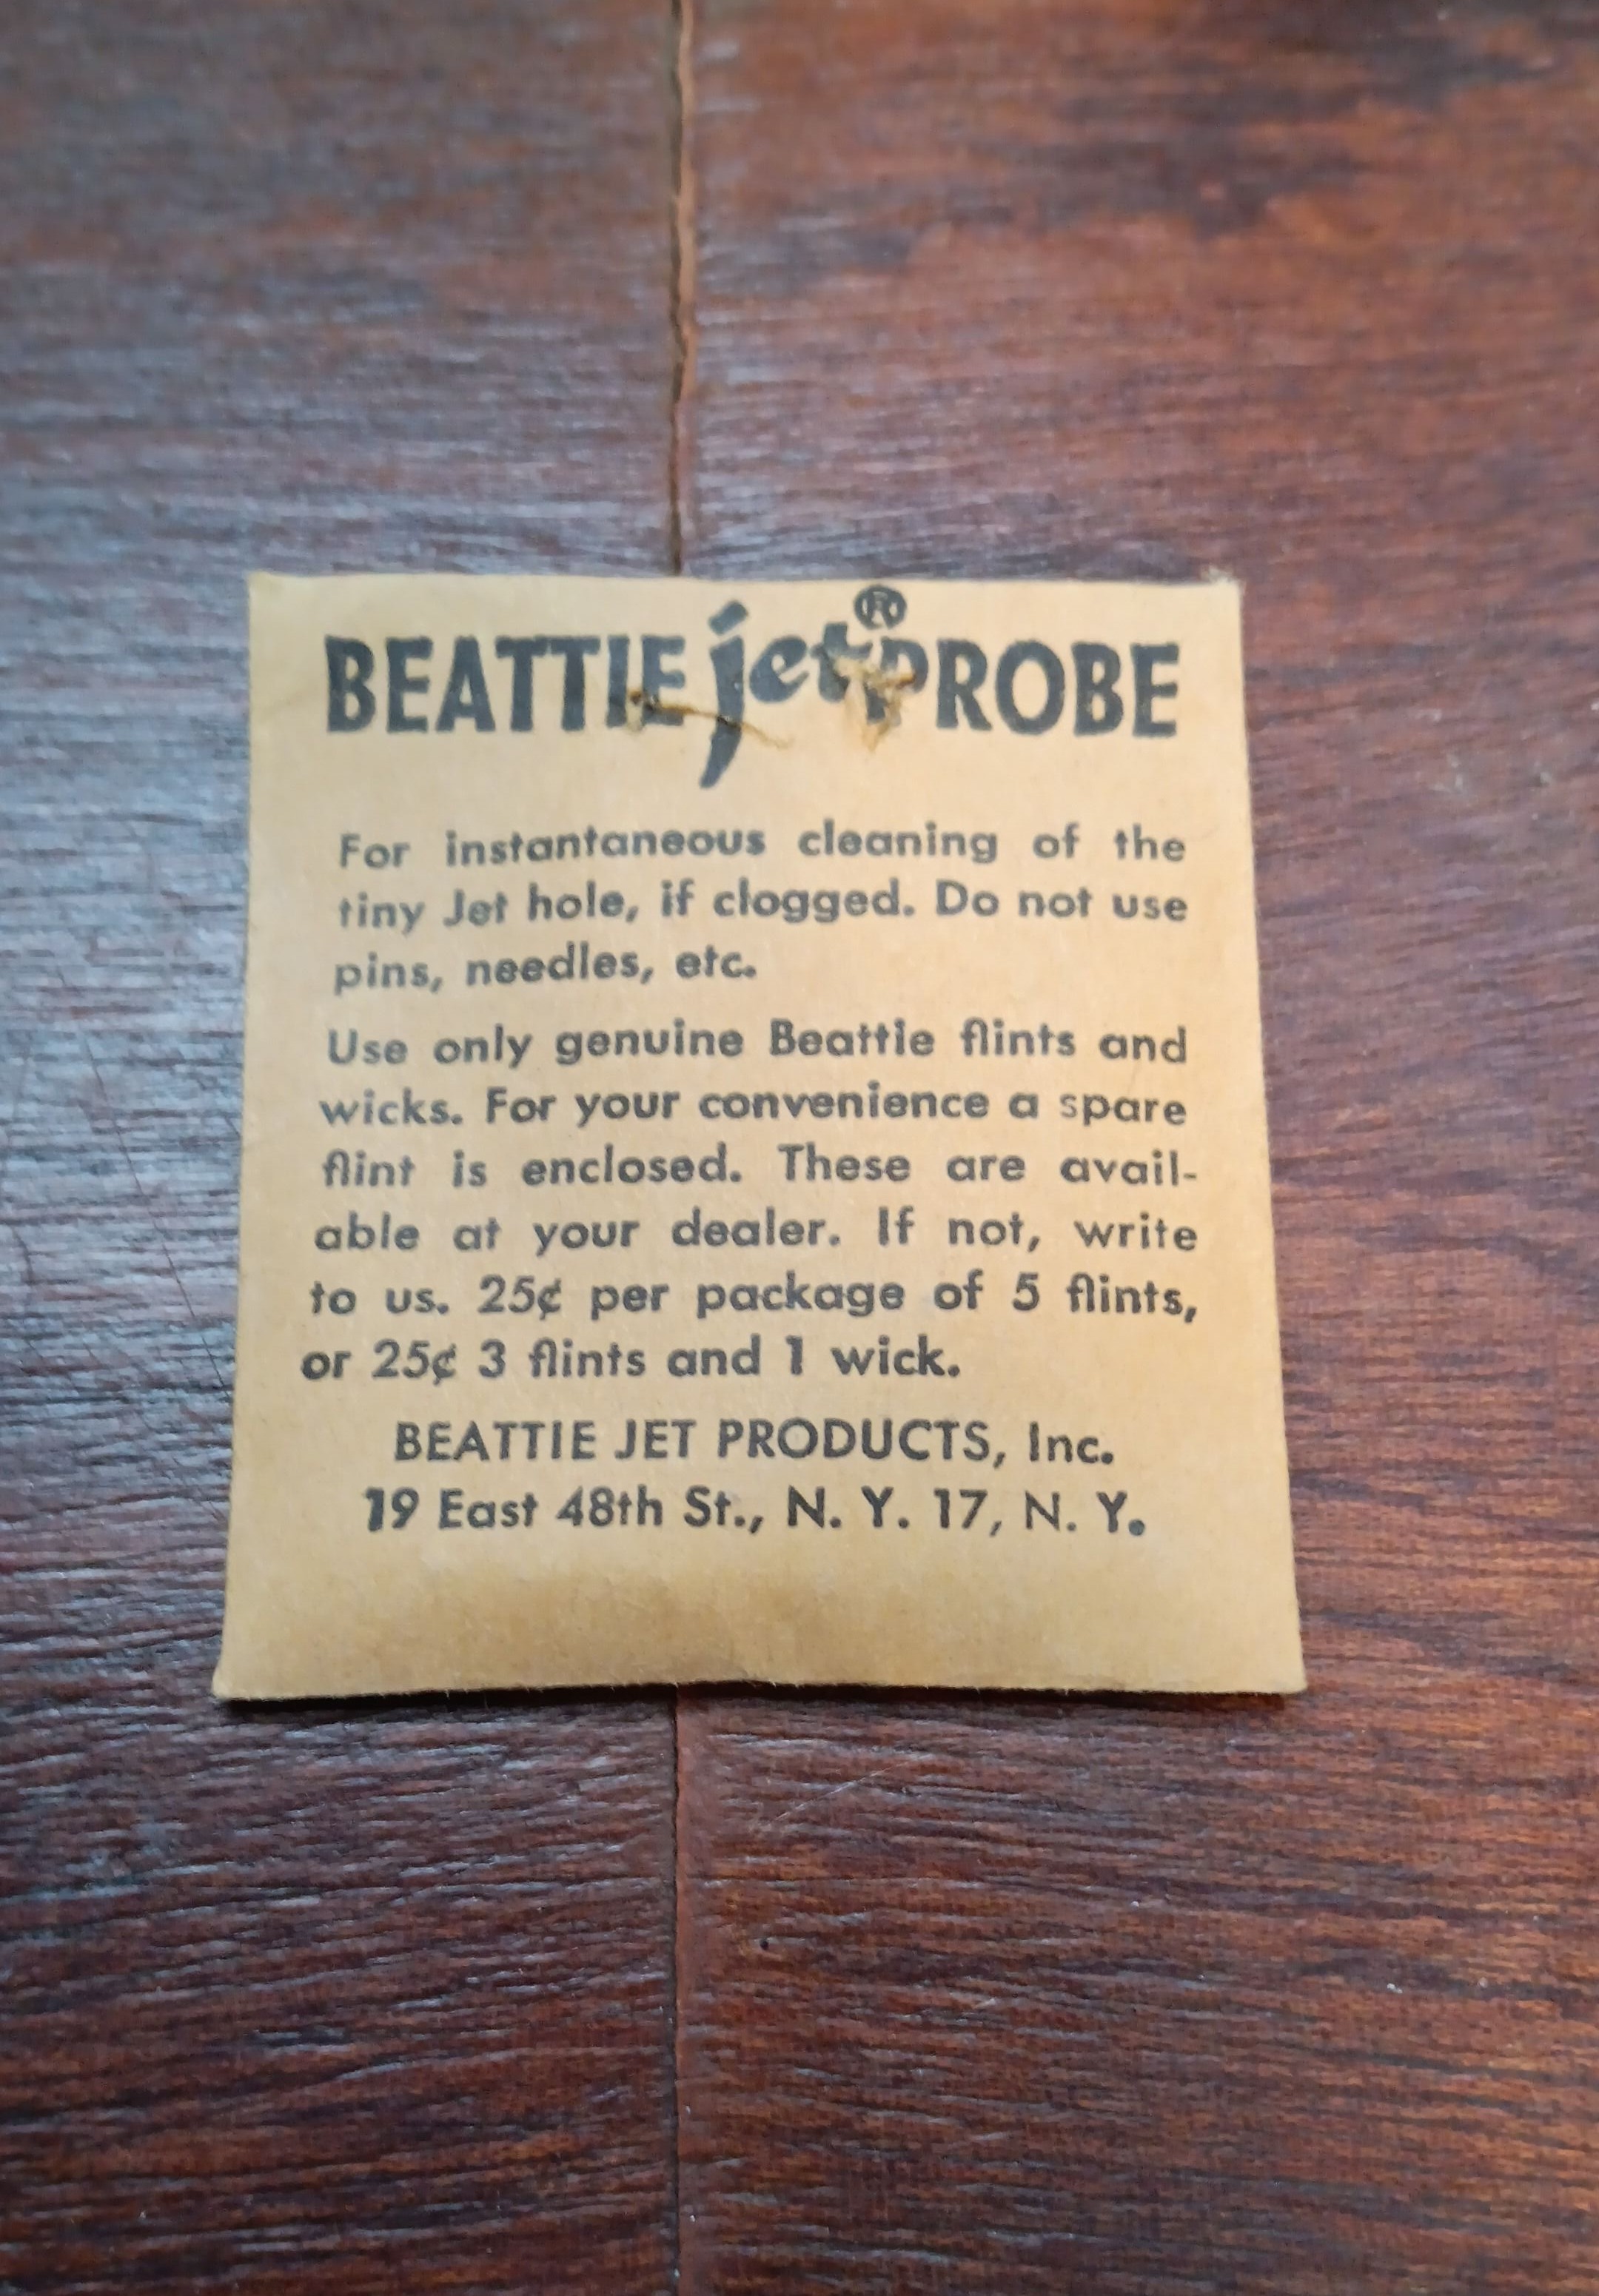 BEATTIE jet® PROBE
For instantaneous cleaning of the
tiny Jet hole, if clogged. Do not use
pins, needles, etc.
Use only genuine Beattie flints and
wicks. For your convenience a spare
flint is enclosed. These are avail-
able at your dealer. If not, write
to us. 25¢ per package of 5 flints,
or 25¢ 3 flints and 1 wick.
BEATTIE JET PRODUCTS, Inc.
19 East 48th St., N. Y. 17, N. Y.